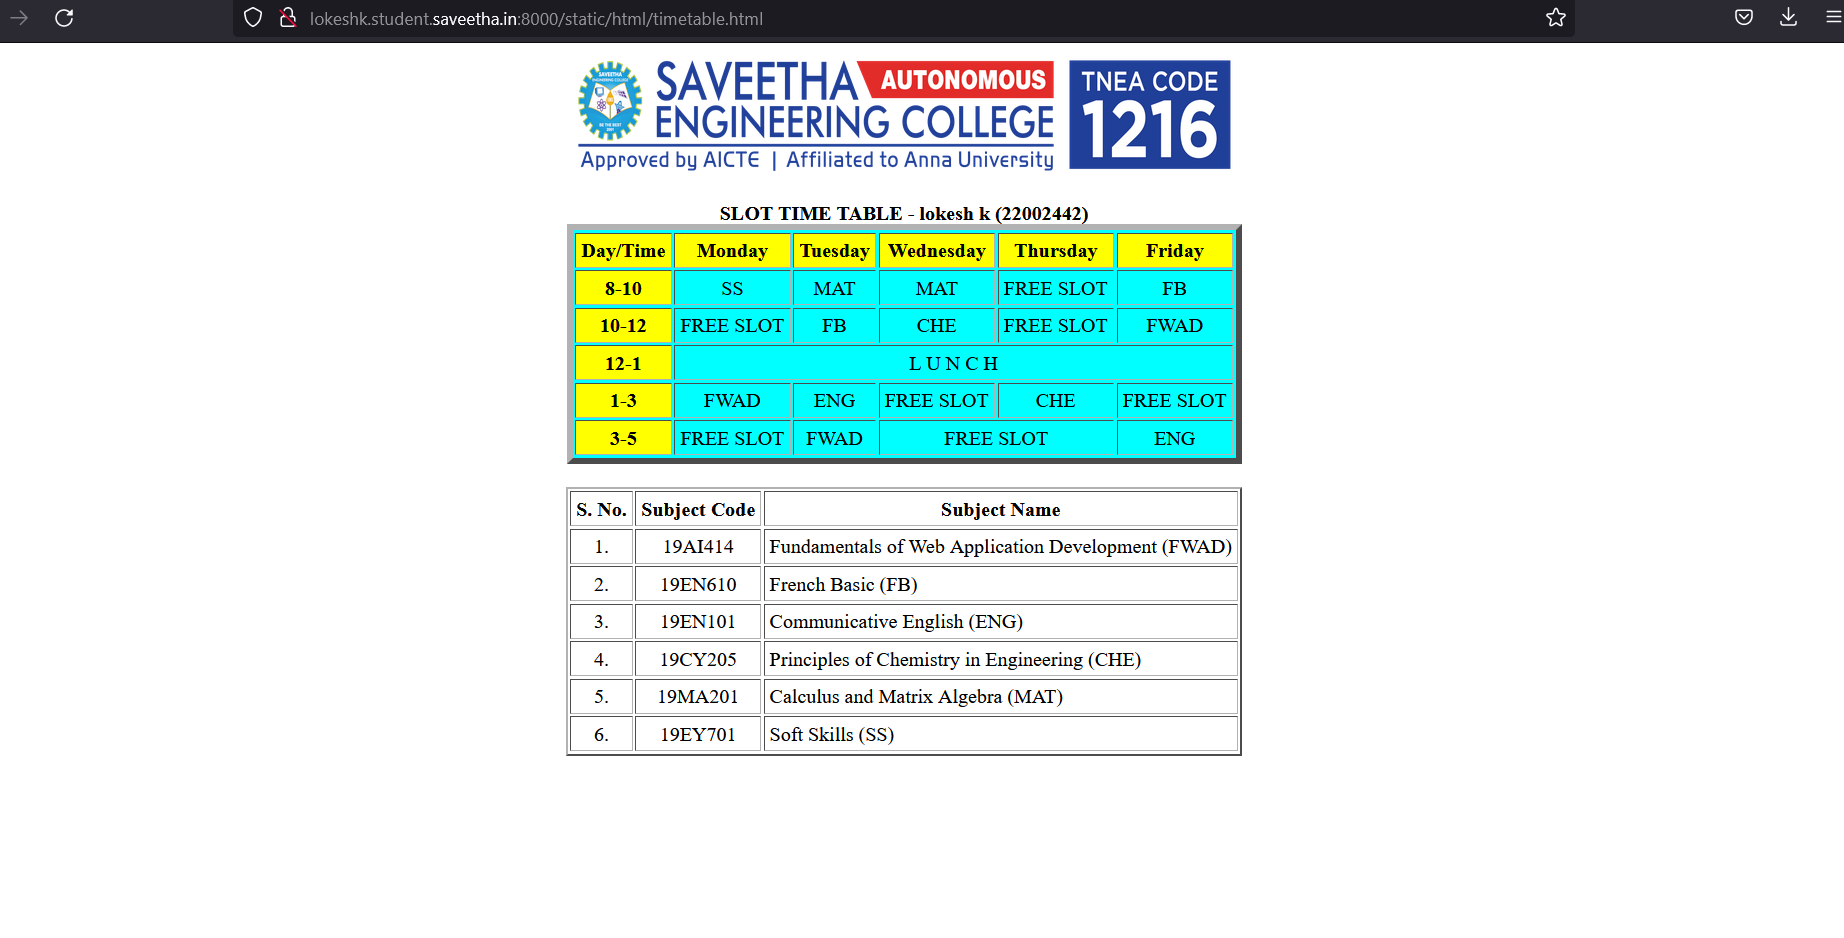 lokeshk.student.saveetha.in:8000/static/html/timetable.html
SAVEETHA AUTONOMOUS
ENGINEERING COLLEGE
Approved by AICTE | Affiliated to Anna University
TNEA CODE
1216
SAVEETHA
ENGINEERING COLLEGE
BE THE BEST
SLOT TIME TABLE - lokesh k (22002442)
Day/Time Monday Tuesday Wednesday Thursday Friday
8-10 SS MAT MAT FREE SLOT FB
10-12 FREE SLOT FB CHE FREE SLOT FWAD
12-1 L U N C H
1-3 FWAD ENG FREE SLOT CHE FREE SLOT
3-5 FREE SLOT FWAD FREE SLOT ENG
S. No. Subject Code Subject Name
1. 19AI414 Fundamentals of Web Application Development (FWAD)
2. 19EN610 French Basic (FB)
3. 19EN101 Communicative English (ENG)
4. 19CY205 Principles of Chemistry in Engineering (CHE)
5. 19MA201 Calculus and Matrix Algebra (MAT)
6. 19EY701 Soft Skills (SS)